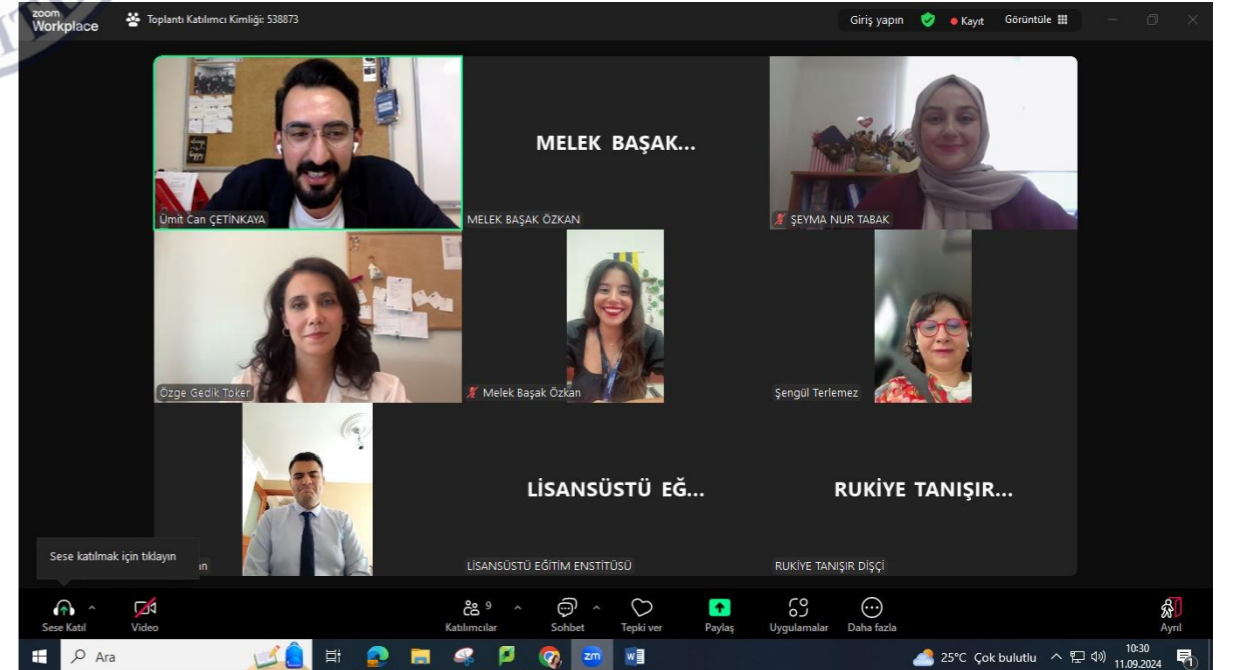 zoom
Workplace
Toplantı Katılımcı Kimliği: 538873
Giriş yapın
Kayıt
Görüntüle
Ümit Can ÇETİNKAYA
MELEK BAŞAK...
MELEK BAŞAK ÖZKAN
ŞEYMA NUR TABAK
Özge Gedik Toker
Melek Başak Özkan
Şengül Terlemez
LİSANSÜSTÜ EĞ...
LİSANSÜSTÜ EĞİTİM ENSTİTÜSÜ
RUKİYE TANIŞIR...
RUKİYE TANIŞIR DİŞÇİ
Sese katılmak için tıklayın
Sese Katıl
Video
Katılımcılar
9
Sohbet
Tepki ver
Paylaş
Uygulamalar
Daha fazla
Ayrıl
Ara
zm
25°C Çok bulutlu
10:30
11.09.2024